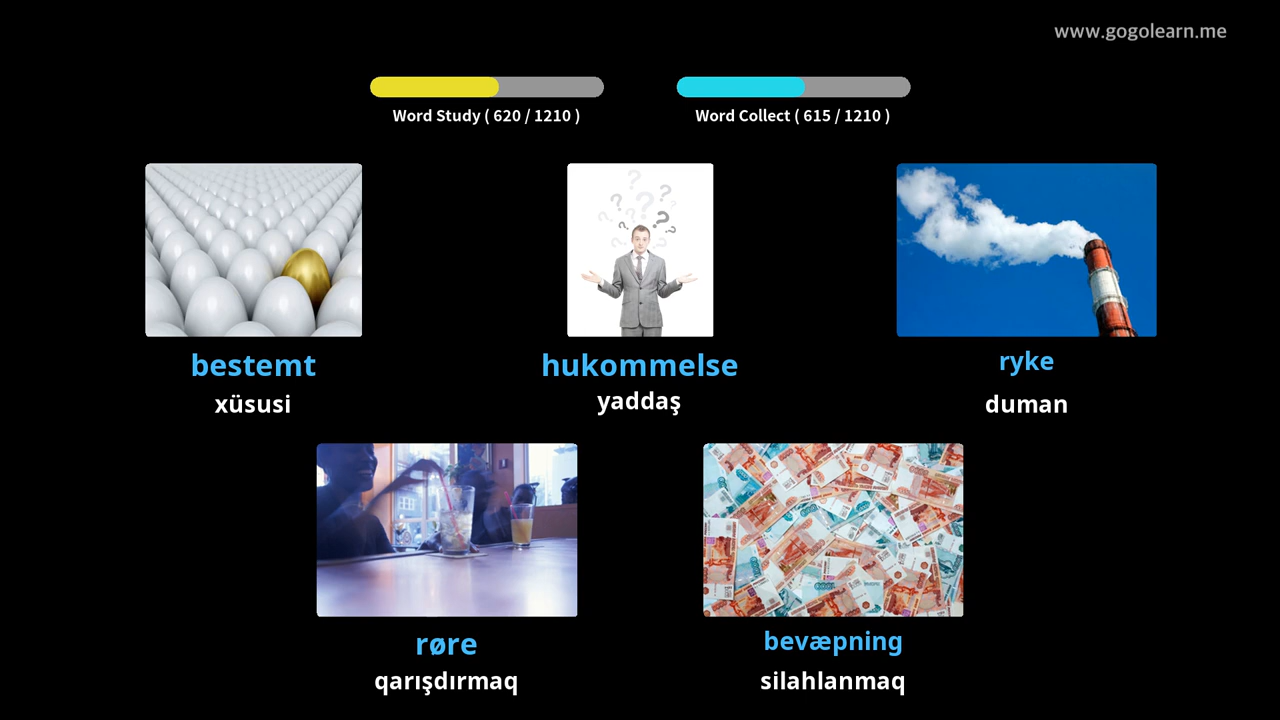 www.gogolearn.me
Word Study ( 620 / 1210 )
Word Collect ( 615 / 1210 )
bestemt
xüsusi
hukommelse
yaddaş
ryke
duman
røre
qarışdırmaq
bevæpning
silahlanmaq